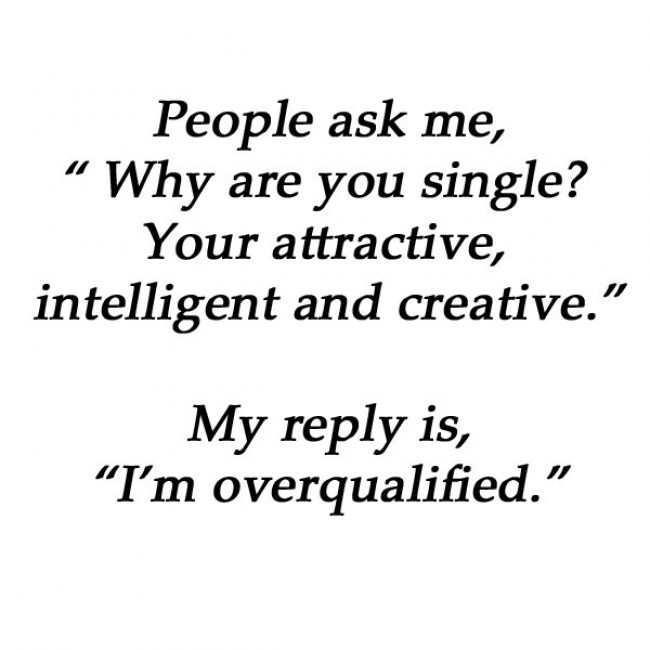 People ask me,
“ Why are you single?
Your attractive,
intelligent and creative.”
My reply is,
“I’m overqualified.”